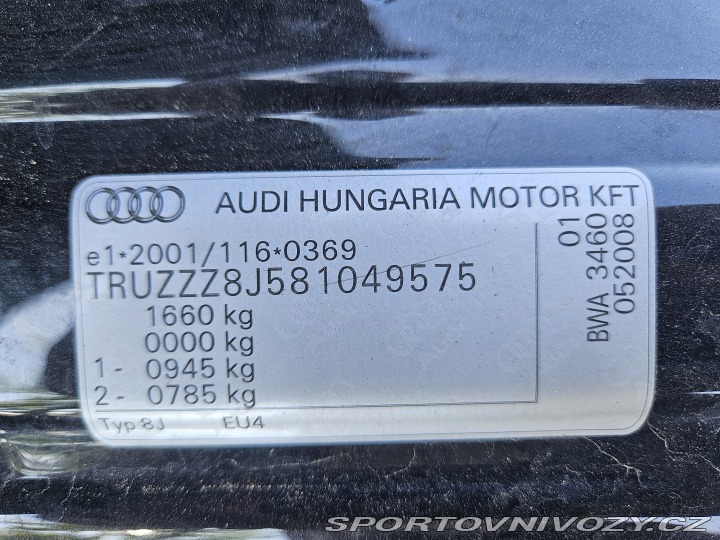 AUDI HUNGARIA MOTOR KFT
e1*2001/116*0369
TRUZZZ8J581049575
1660 kg
0000 kg
1- 0945 kg
2- 0785 kg
Typ 8J EU4
01
BWA 3460
052008
SPORTOVNIVOZY.CZ